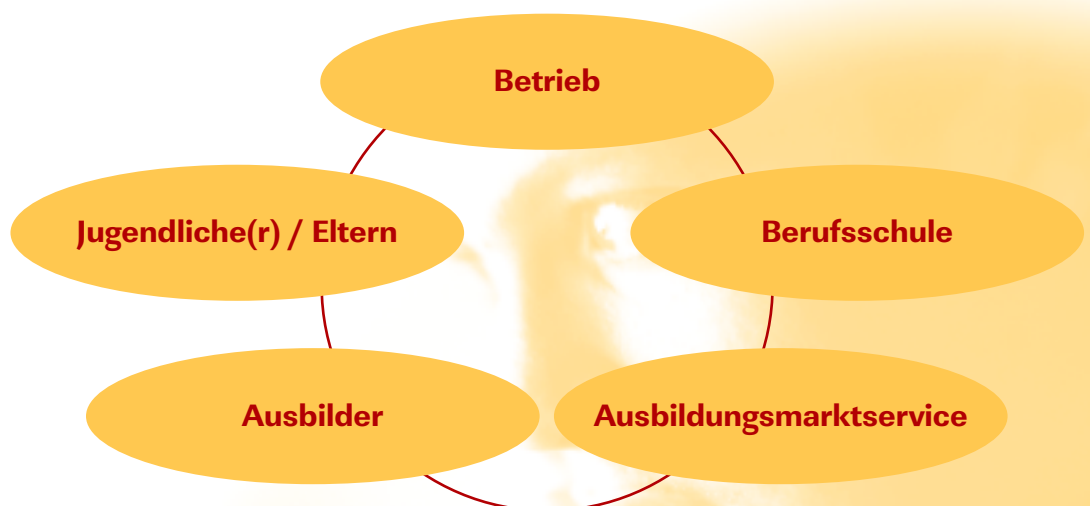 Betrieb
Jugendliche(r) / Eltern
Berufsschule
Ausbilder
Ausbildungsmarktservice